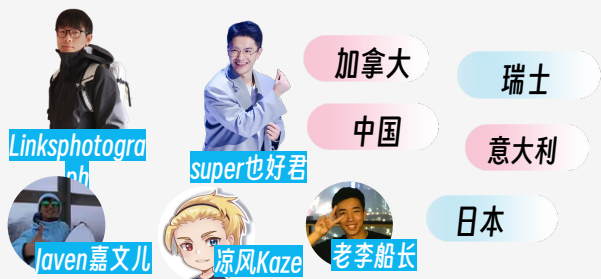 加拿大
瑞士
中国
Linksphotogra
ph
super也好君
意大利
日本
Javen嘉文儿
凉风Kaze
老李船长